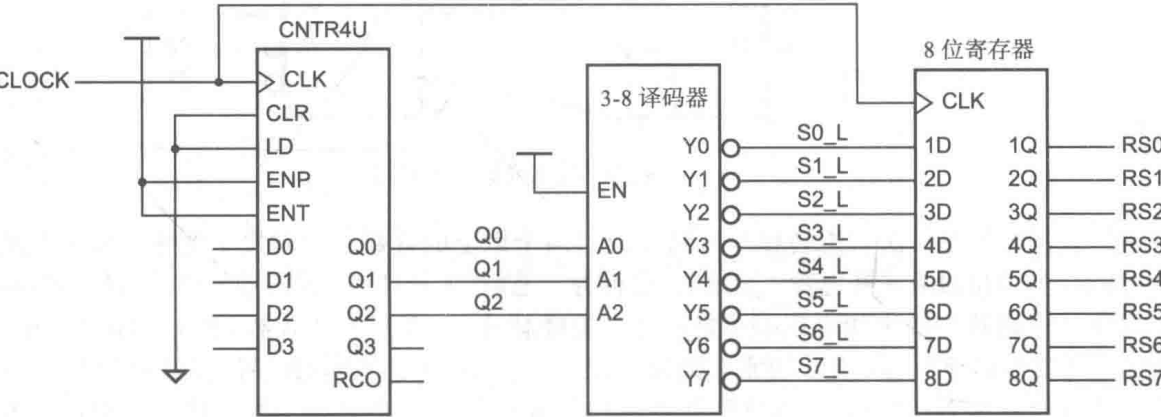 CNTR4U
8 位寄存器
CLOCK
CLK
CLR
LD
ENP
ENT
D0
D1
D2
D3
Q0
Q1
Q2
Q3
RCO
Q0
Q1
Q2
3-8 译码器
EN
A0
A1
A2
Y0
Y1
Y2
Y3
Y4
Y5
Y6
Y7
S0_L
S1_L
S2_L
S3_L
S4_L
S5_L
S6_L
S7_L
CLK
1D
2D
3D
4D
5D
6D
7D
8D
1Q
2Q
3Q
4Q
5Q
6Q
7Q
8Q
RS0
RS1
RS2
RS3
RS4
RS5
RS6
RS7